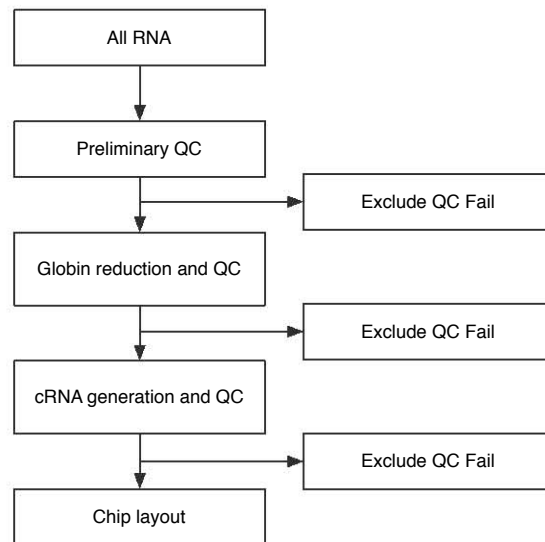 All RNA
Preliminary QC
Exclude QC Fail
Globin reduction and QC
Exclude QC Fail
cRNA generation and QC
Exclude QC Fail
Chip layout